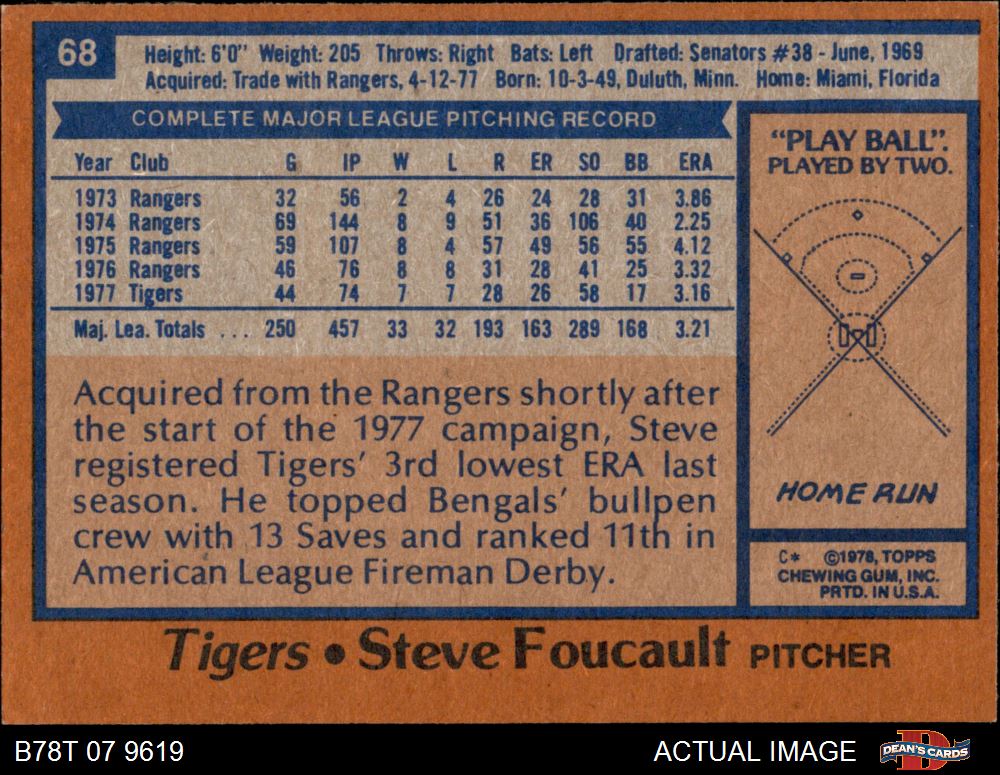 68
Height: 6'0" Weight: 205 Throws: Right Bats: Left Drafted: Senators #38 - June, 1969
Acquired: Trade with Rangers, 4-12-77 Born: 10-3-49, Duluth, Minn. Home: Miami, Florida
COMPLETE MAJOR LEAGUE PITCHING RECORD
Year Club G IP W L R ER SO BB ERA
1973 Rangers 32 56 2 4 26 24 28 31 3.86
1974 Rangers 69 144 8 9 51 36 106 40 2.25
1975 Rangers 59 107 8 4 57 49 56 55 4.12
1976 Rangers 46 76 8 8 31 28 41 25 3.32
1977 Tigers 44 74 7 7 28 26 58 17 3.16
Maj. Lea. Totals ... 250 457 33 32 193 163 289 168 3.21
Acquired from the Rangers shortly after
the start of the 1977 campaign, Steve
registered Tigers' 3rd lowest ERA last
season. He topped Bengals' bullpen
crew with 13 Saves and ranked 11th in
American League Fireman Derby.
"PLAY BALL".
PLAYED BY TWO.
HOME RUN
C* ©1978, TOPPS
CHEWING GUM, INC.
PRTD. IN U.S.A.
Tigers • Steve Foucault PITCHER
B78T 07 9619
ACTUAL IMAGE
D
DEAN'S CARDS